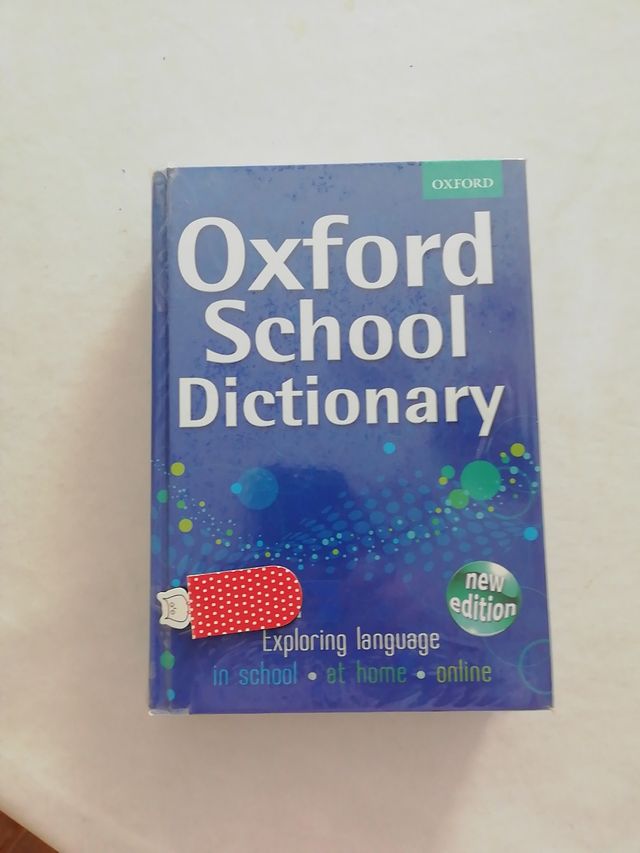 OXFORD
Oxford
School
Dictionary
new
edition
Exploring language
in school • at home • online